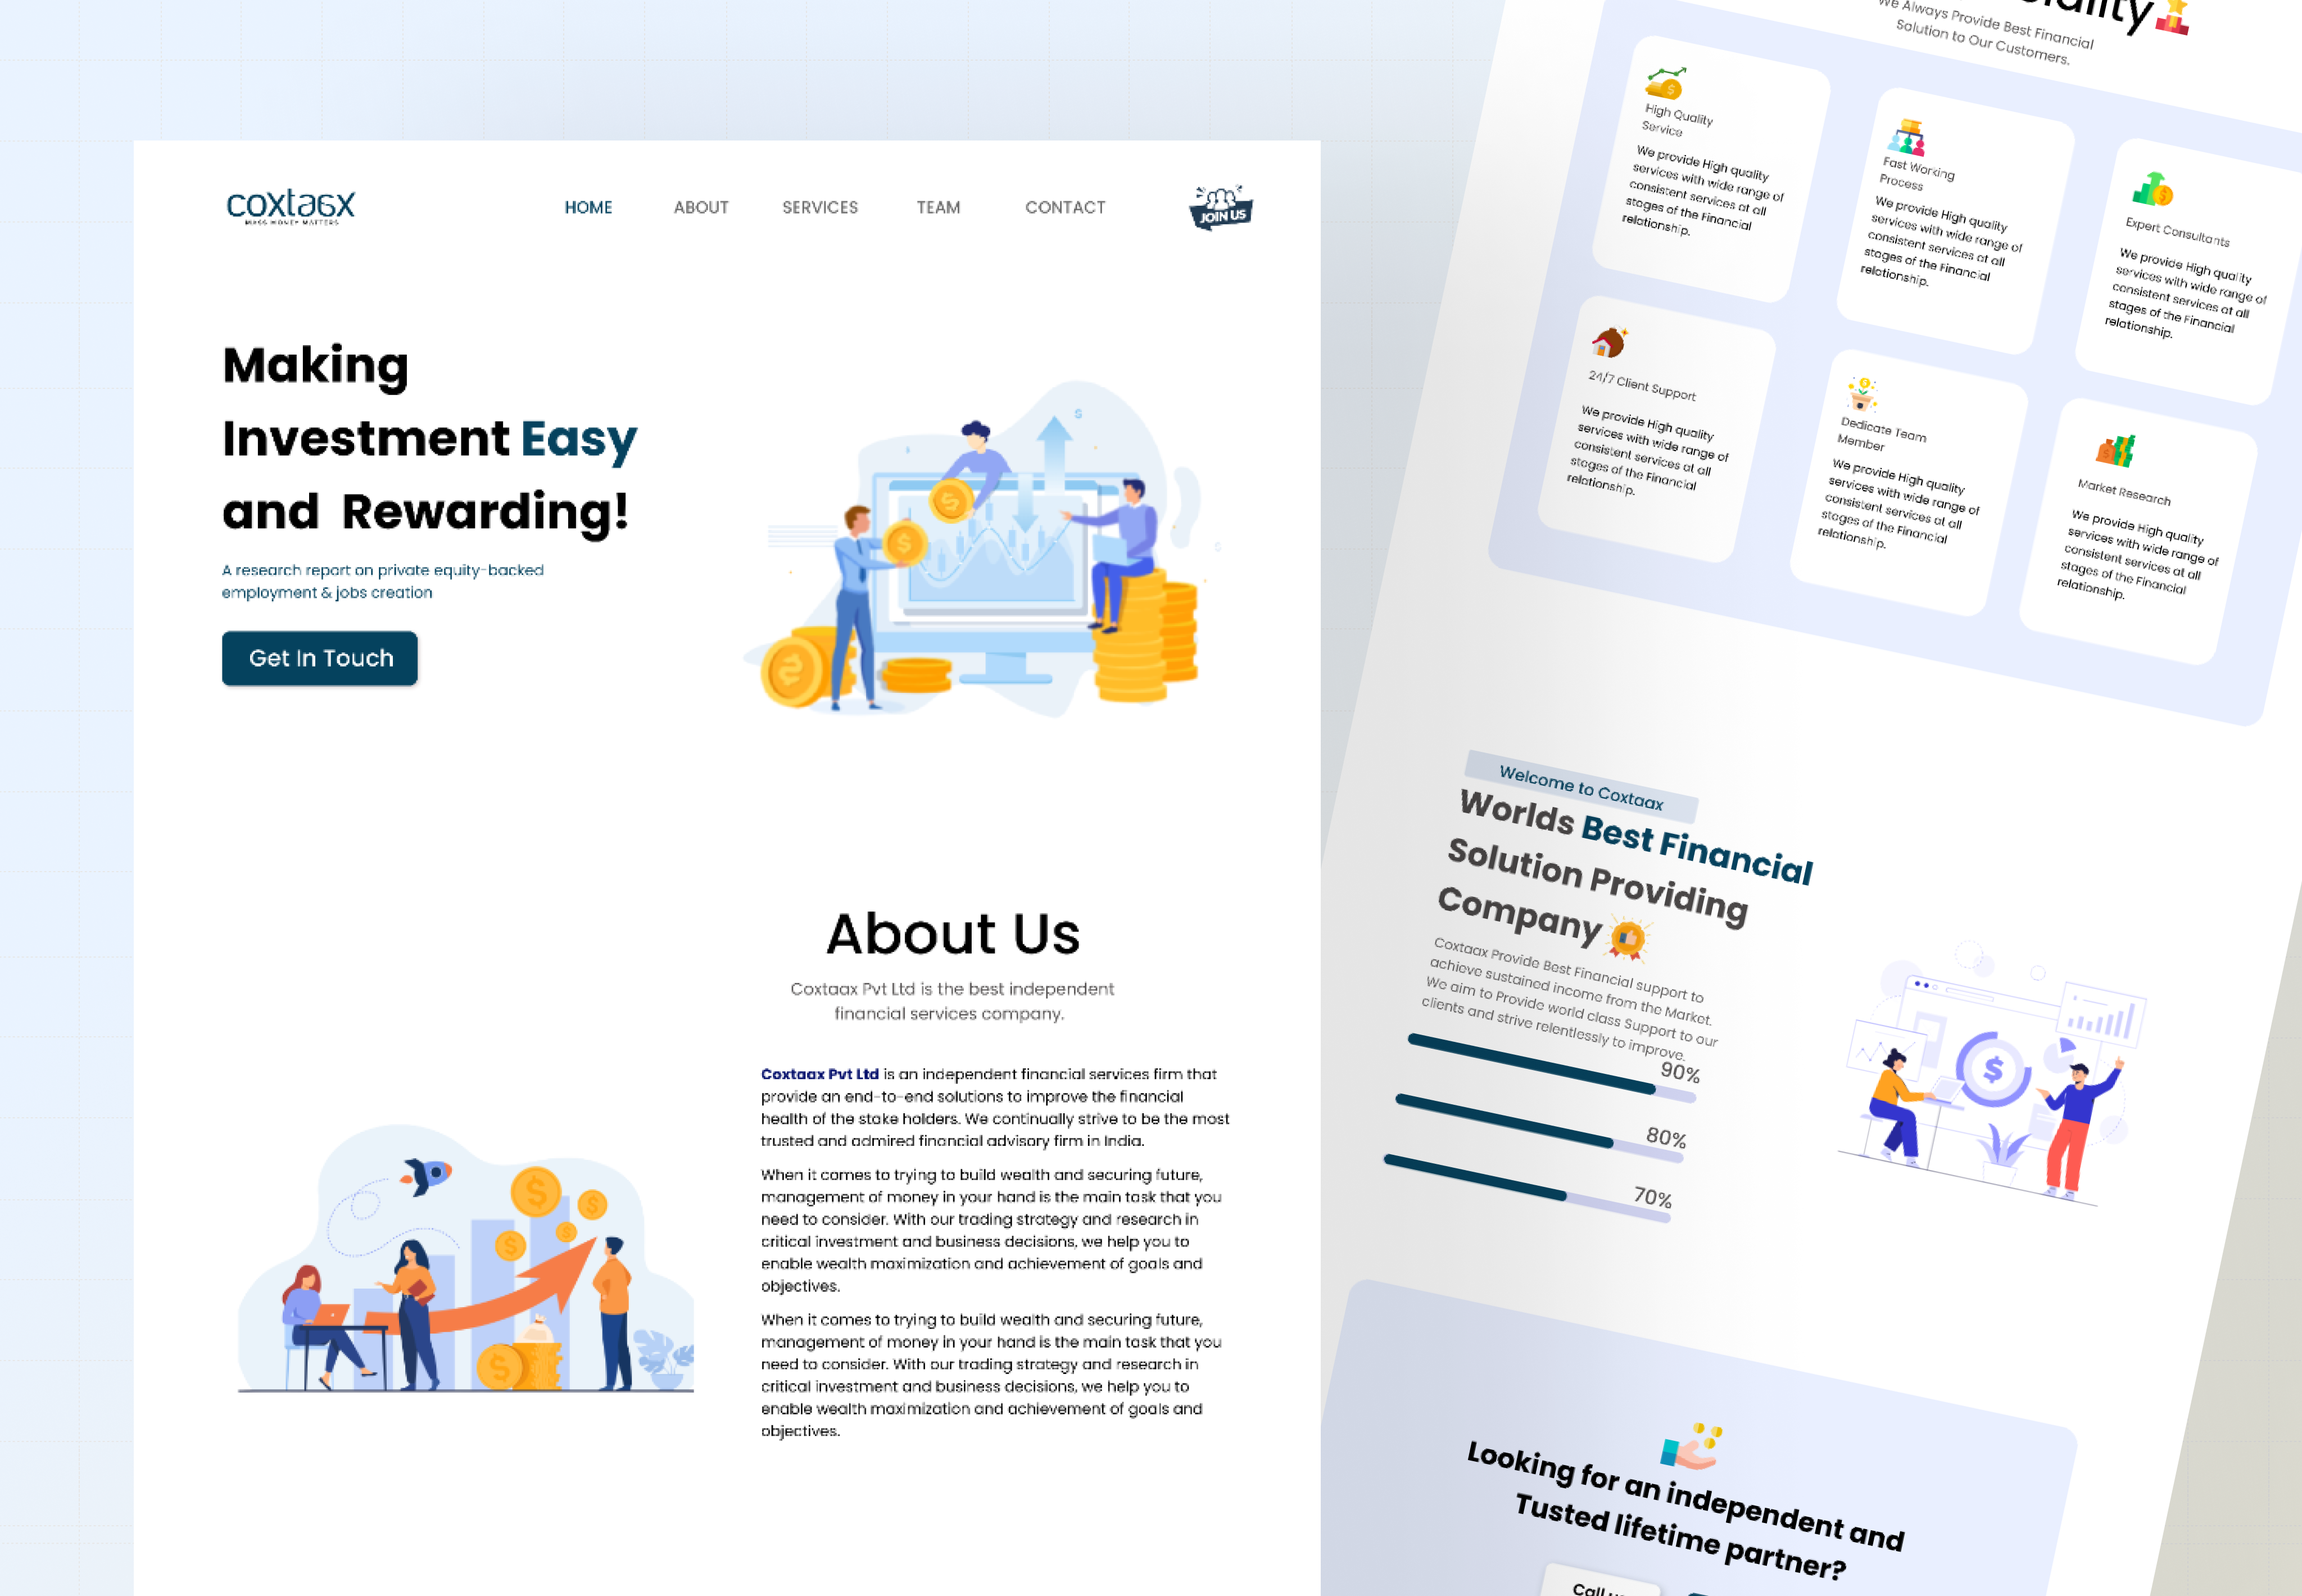 coxtaax
MASS MONEY MATTERS
HOME
ABOUT
SERVICES
TEAM
CONTACT
JOIN US
Making
Investment Easy
and Rewarding!
A research report on private equity-backed
employment & jobs creation
Get In Touch
About Us
Coxtaax Pvt Ltd is the best independent
financial services company.
Coxtaax Pvt Ltd is an independent financial services firm that
provide an end-to-end solutions to improve the financial
health of the stake holders. We continually strive to be the most
trusted and admired financial advisory firm in India.
When it comes to trying to build wealth and securing future,
management of money in your hand is the main task that you
need to consider. With our trading strategy and research in
critical investment and business decisions, we help you to
enable wealth maximization and achievement of goals and
objectives.
When it comes to trying to build wealth and securing future,
management of money in your hand is the main task that you
need to consider. With our trading strategy and research in
critical investment and business decisions, we help you to
enable wealth maximization and achievement of goals and
objectives.
We Always Provide Best Financial
Solution to Our Customers.
High Quality
Service
We provide High quality
services with wide range of
consistent services at all
stages of the Financial
relationship.
Fast Working
Process
We provide High quality
services with wide range of
consistent services at all
stages of the Financial
relationship.
Expert Consultants
We provide High quality
services with wide range of
consistent services at all
stages of the Financial
relationship.
24/7 Client Support
We provide High quality
services with wide range of
consistent services at all
stages of the Financial
relationship.
Dedicate Team
Member
We provide High quality
services with wide range of
consistent services at all
stages of the Financial
relationship.
Market Research
We provide High quality
services with wide range of
consistent services at all
stages of the Financial
relationship.
Welcome to Coxtaax
Worlds Best Financial
Solution Providing
Company
Coxtaax Provide Best Financial support to
achieve sustained income from the Market.
We aim to Provide world class Support to our
clients and strive relentlessly to improve.
90%
80%
70%
Looking for an independent and
Tusted lifetime partner?
Call